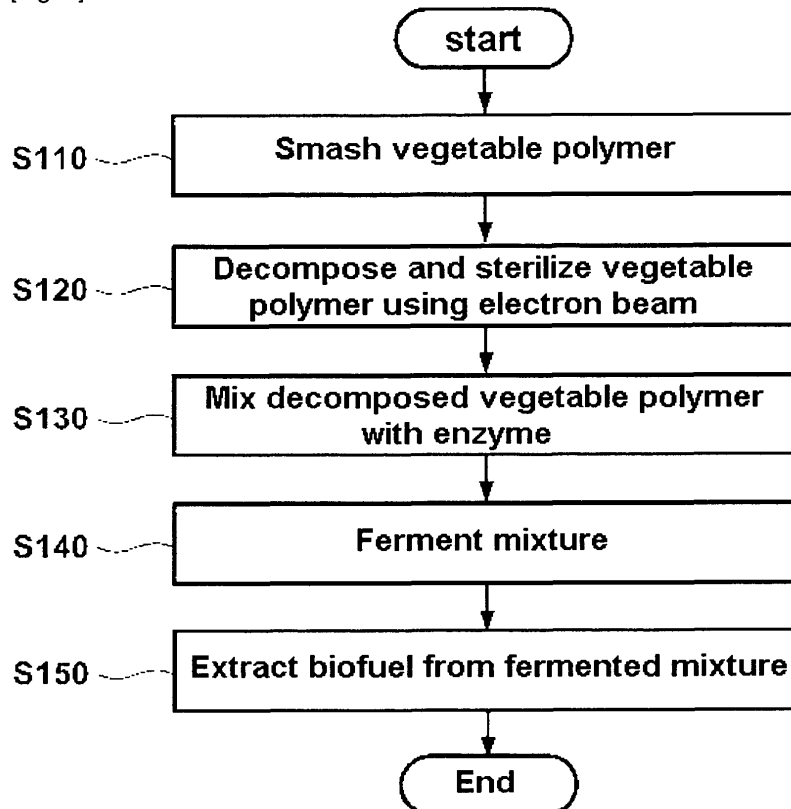 start
S110
Smash vegetable polymer
S120
Decompose and sterilize vegetable
polymer using electron beam
S130
Mix decomposed vegetable polymer
with enzyme
S140
Ferment mixture
S150
Extract biofuel from fermented mixture
End